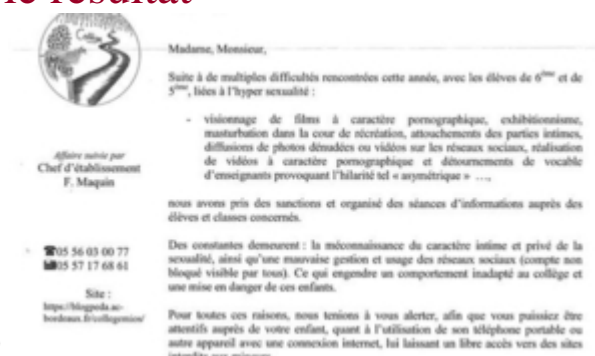 le résultat
Collège
Madame, Monsieur,
Suite à de multiples difficultés rencontrées cette année, avec les élèves de 6ème et de
5ème, liées à l'hyper sexualité :
- visionnage de films à caractère pornographique, exhibitionnisme,
masturbation dans la cour de récréation, attouchements des parties intimes,
diffusions de photos dénudées ou vidéos sur les réseaux sociaux, réalisation
de vidéos à caractère pornographique et détournements de vocable
d'enseignants provoquant l'hilarité tel « asymétrique » …,
Affaire suivie par
Chef d'établissement
F. Maquin
nous avons pris des sanctions et organisé des séances d'informations auprès des
élèves et classes concernés.
☎05 56 03 00 77
05 57 17 68 61
Site :
https://blogpeda.ac-
bordeaux.fr/collegemios/
Des constantes demeurent : la méconnaissance du caractère intime et privé de la
sexualité, ainsi qu'une mauvaise gestion et usage des réseaux sociaux (compte non
bloqué visible par tous). Ce qui engendre un comportement inadapté au collège et
une mise en danger de ces enfants.
Pour toutes ces raisons, nous tenions à vous alerter, afin que vous puissiez être
attentifs auprès de votre enfant, quant à l'utilisation de son téléphone portable ou
autre appareil avec une connexion internet, lui laissant un libre accès vers des sites